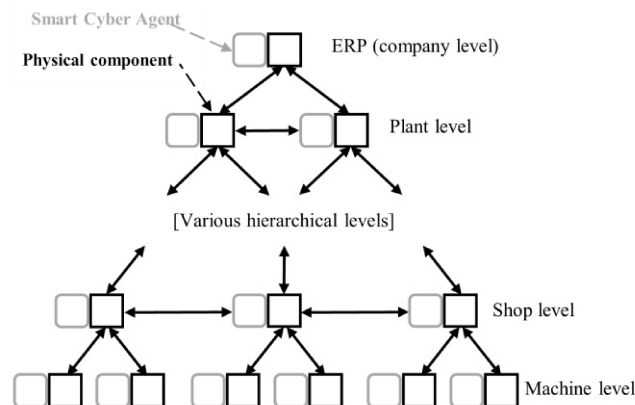 Smart Cyber Agent
ERP (company level)
Physical component
Plant level
[Various hierarchical levels]
Shop level
Machine level